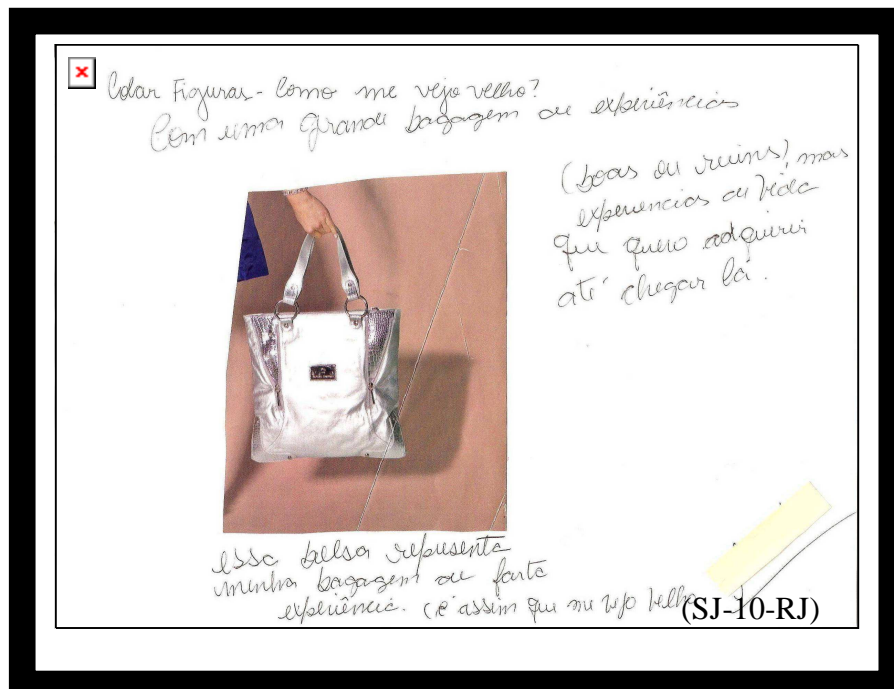 Colar Figuras - Como me vejo velho?
Com uma grande bagagem de experiências
(boas ou ruins), mas
experiencias de vida
que quero adquirir
até chegar lá.
essa bolsa representa
minha bagagem de farta
experiência. (é assim que me vejo velha
(SJ-10-RJ)